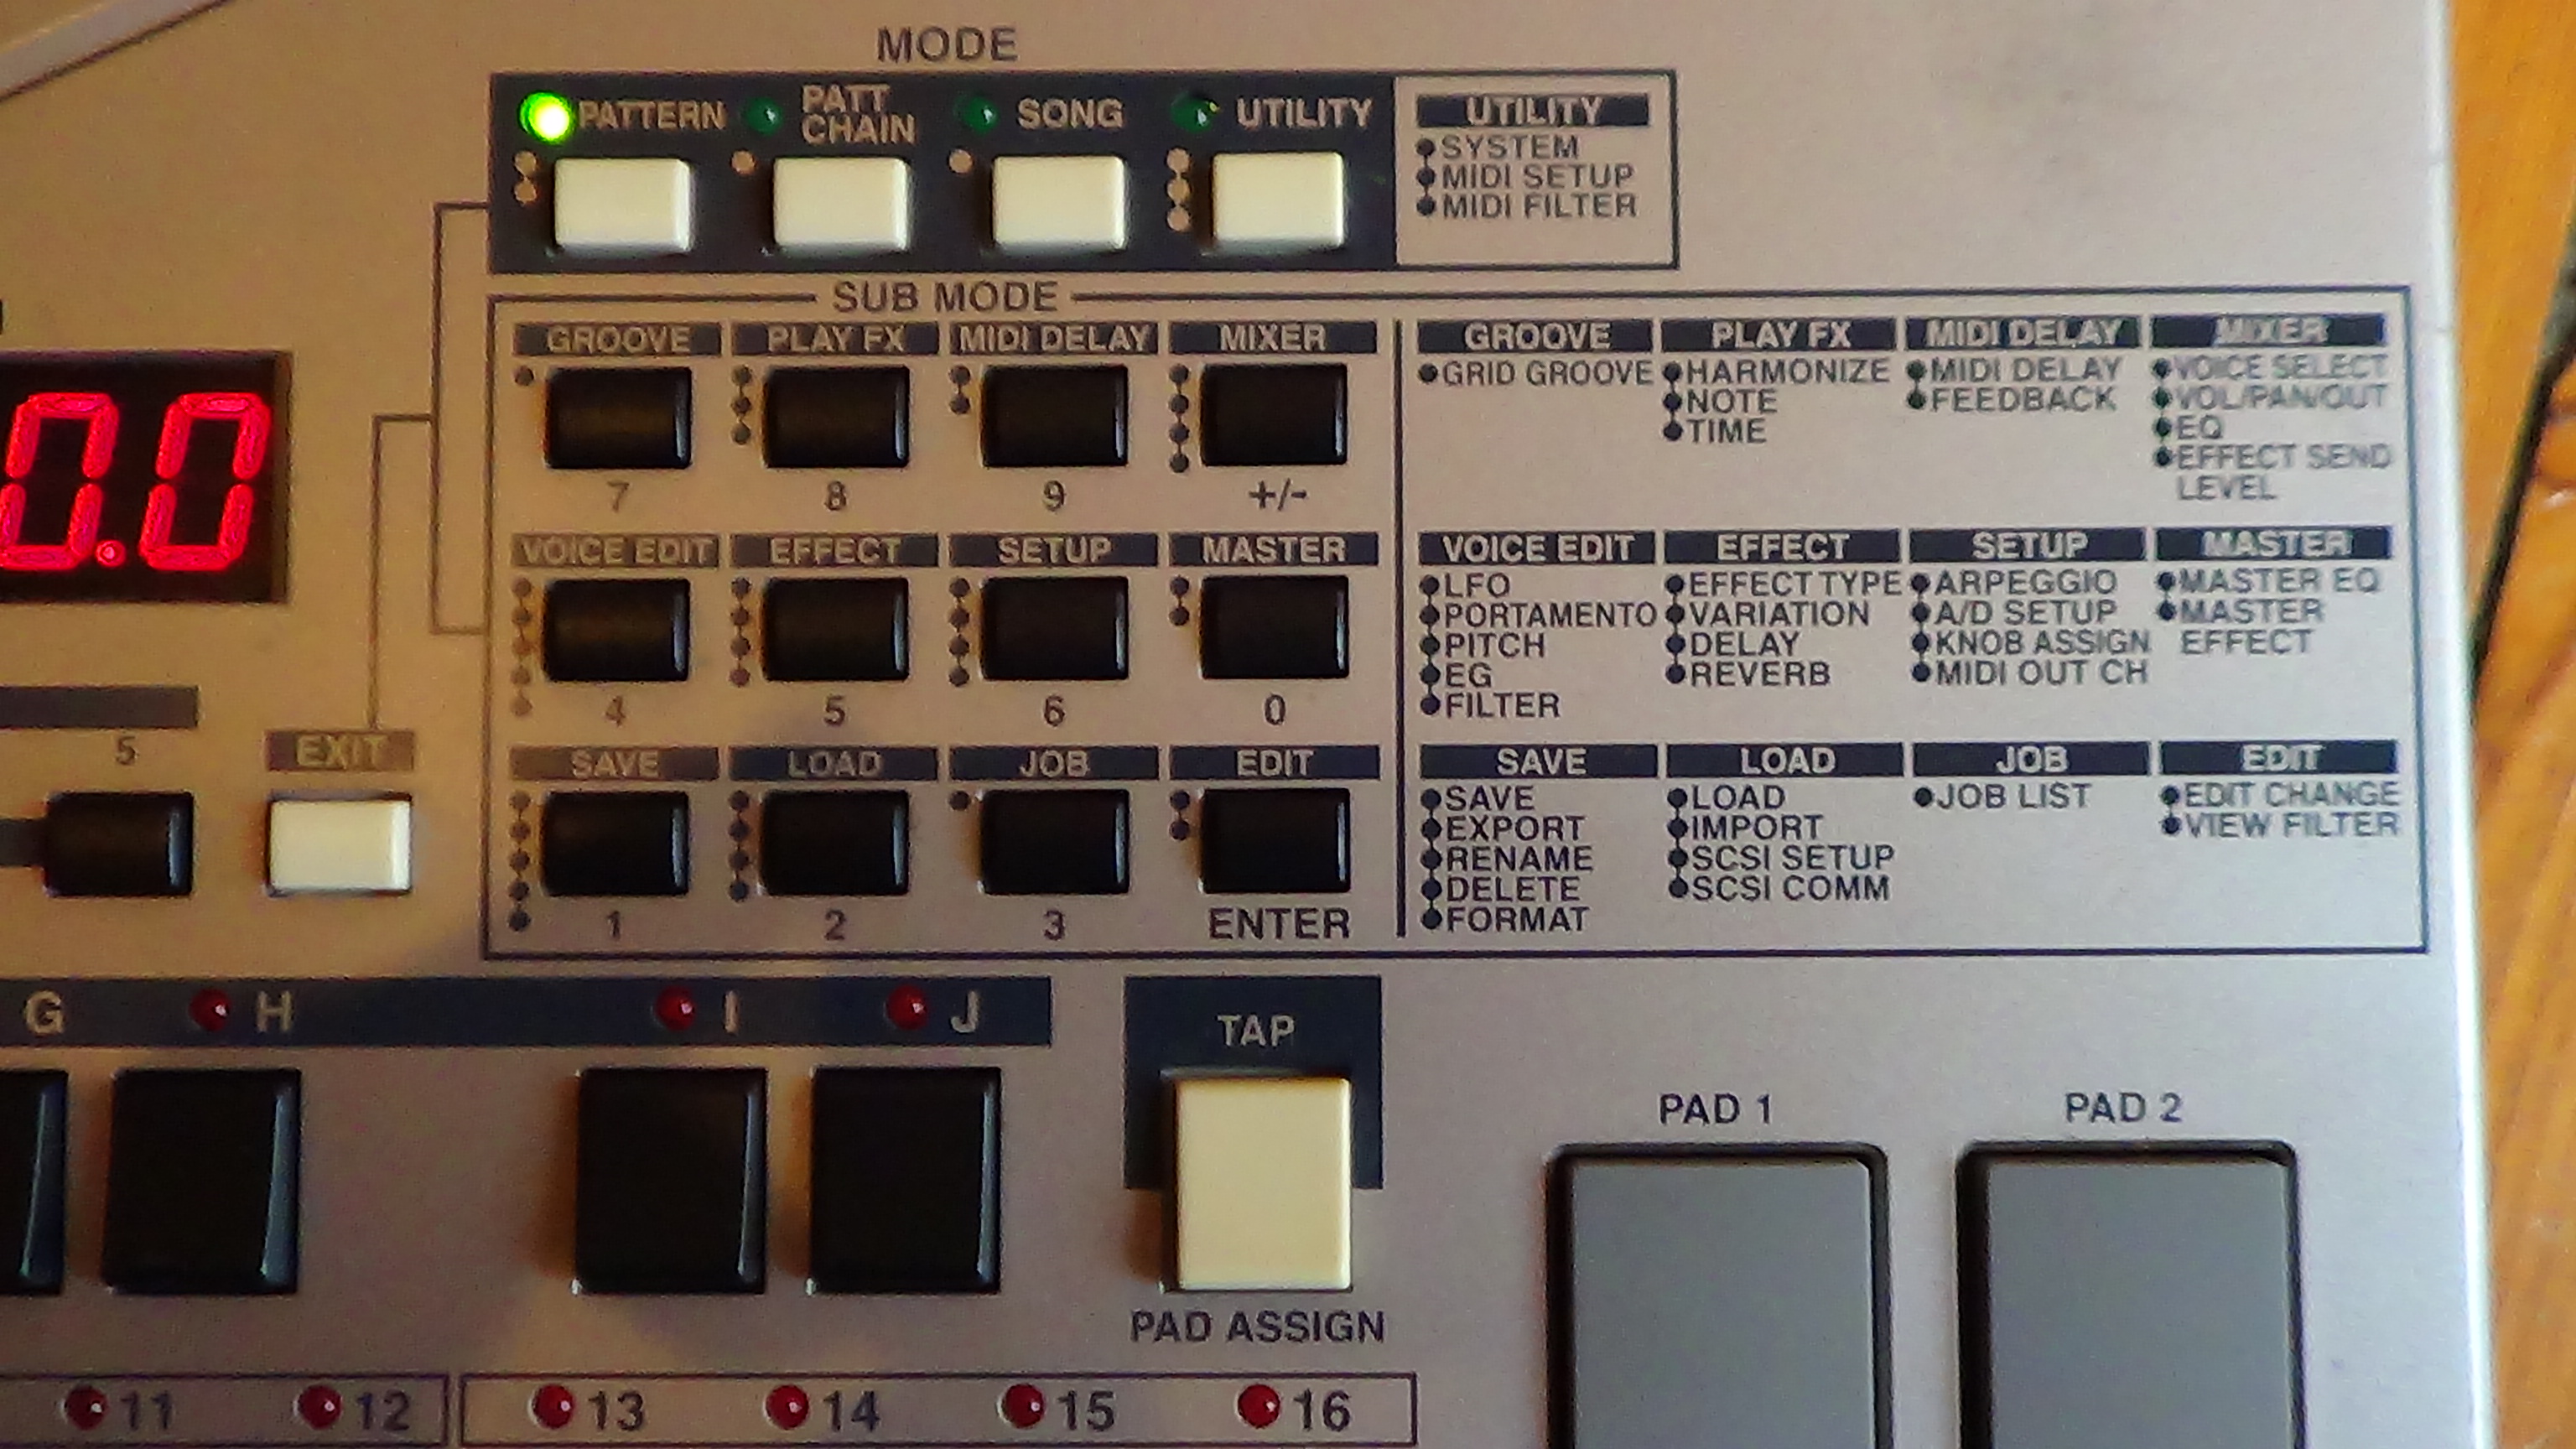 MODE
PATTERN
PATT
CHAIN
SONG
UTILITY
UTILITY
SYSTEM
MIDI SETUP
MIDI FILTER
SUB MODE
GROOVE PLAY FX MIDI DELAY MIXER
7 8 9 +/-
VOICE EDIT EFFECT SETUP MASTER
4 5 6 0
SAVE LOAD JOB EDIT
1 2 3 ENTER
GROOVE
GRID GROOVE
PLAY FX
HARMONIZE
NOTE
TIME
MIDI DELAY
MIDI DELAY
FEEDBACK
MIXER
VOICE SELECT
VOL/PAN/OUT
EQ
EFFECT SEND
LEVEL
VOICE EDIT
LFO
PORTAMENTO
PITCH
EG
FILTER
EFFECT
EFFECT TYPE
VARIATION
DELAY
REVERB
SETUP
ARPEGGIO
A/D SETUP
KNOB ASSIGN
MIDI OUT CH
MASTER
MASTER EQ
MASTER
EFFECT
SAVE
SAVE
EXPORT
RENAME
DELETE
FORMAT
LOAD
LOAD
IMPORT
SCSI SETUP
SCSI COMM
JOB
JOB LIST
EDIT
EDIT CHANGE
VIEW FILTER
0.0
5
EXIT
G H I J
TAP
PAD ASSIGN
PAD 1 PAD 2
11 12 13 14 15 16